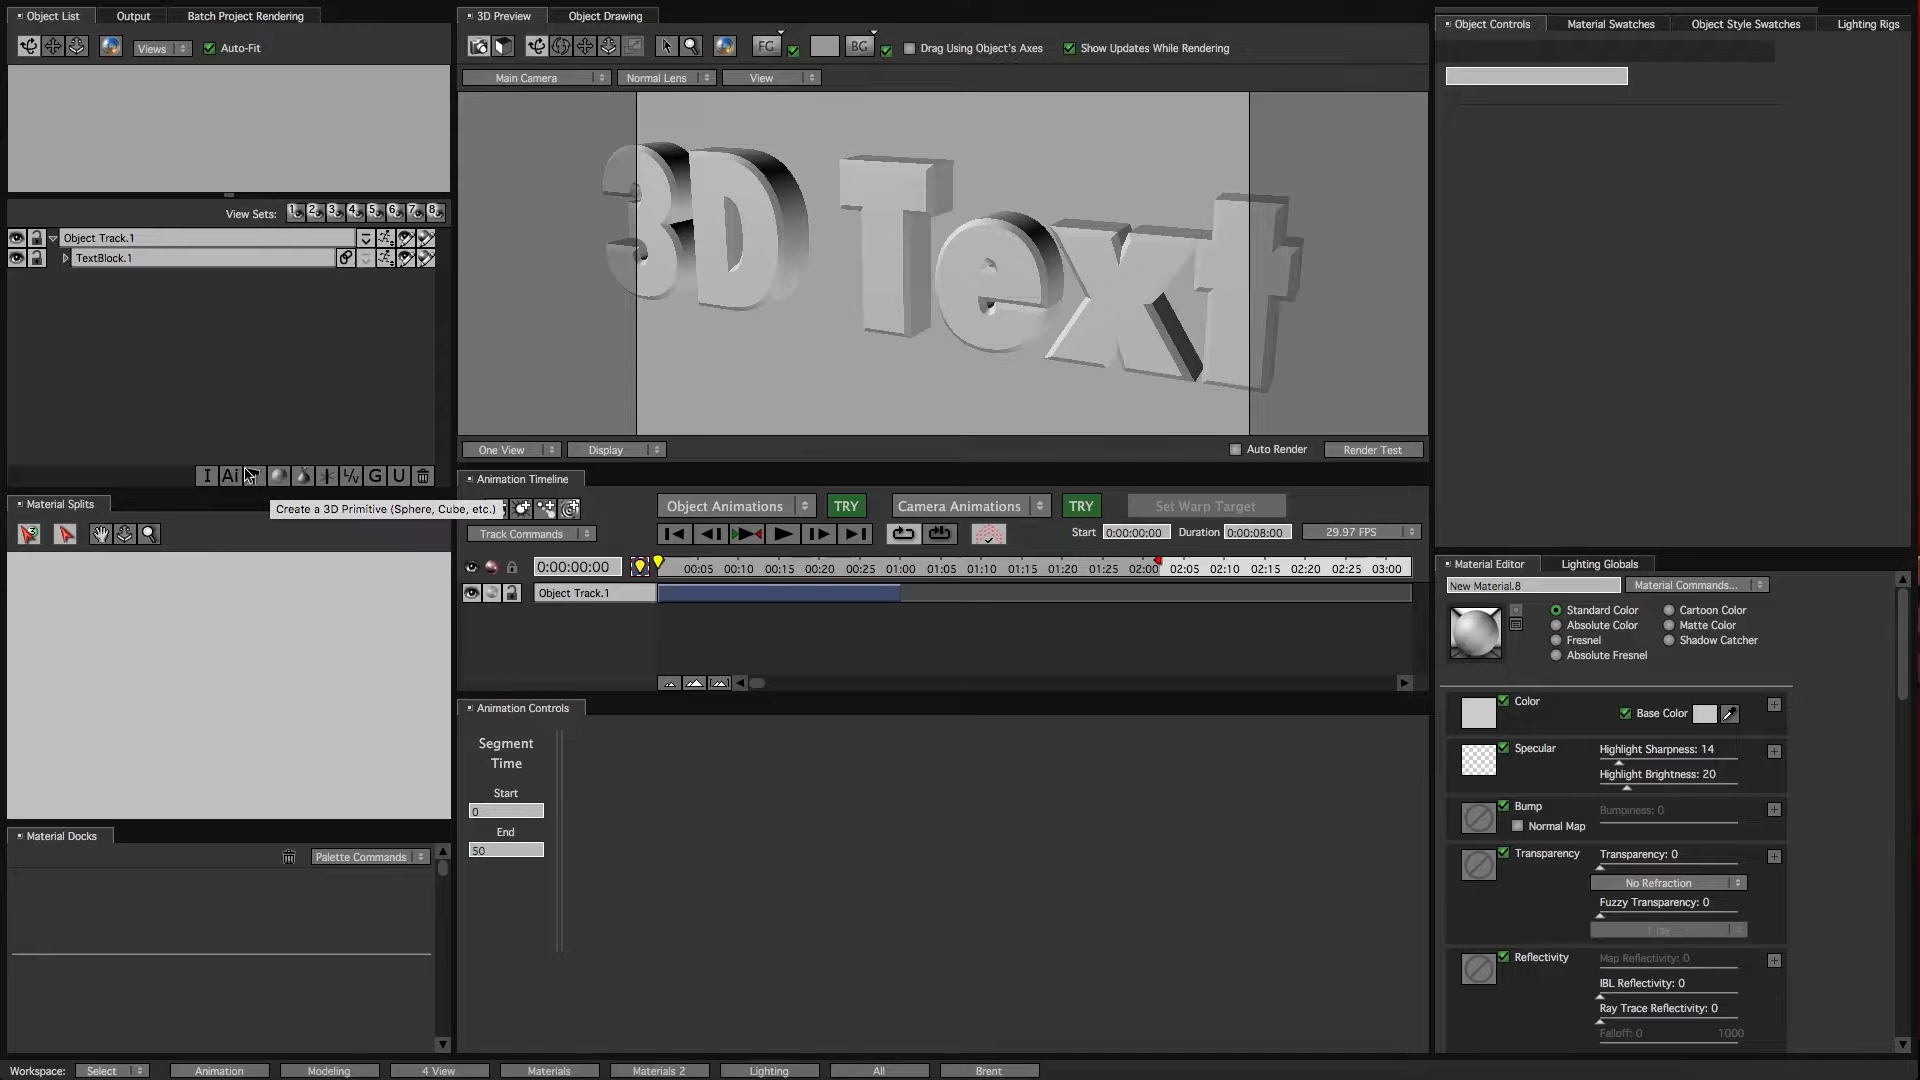 Object List
Output
Batch Project Rendering
Views
Auto-Fit
View Sets:
1 2 3 4 5 6 7 8
Object Track.1
TextBlock.1
I Ai G U
Create a 3D Primitive (Sphere, Cube, etc.)
Material Splits
Material Docks
Palette Commands
3D Preview
Object Drawing
FG
BG
Drag Using Object's Axes
Show Updates While Rendering
Main Camera
Normal Lens
View
3D Text
One View
Display
Auto Render
Render Test
Animation Timeline
Object Animations
TRY
Camera Animations
TRY
Set Warp Target
Track Commands
Start
0:00:00:00
Duration
0:00:08:00
29.97 FPS
0:00:00:00
00:05 00:10 00:15 00:20 00:25 01:00 01:05 01:10 01:15 01:20 01:25 02:00 02:05 02:10 02:15 02:20 02:25 03:00
Object Track.1
Animation Controls
Segment
Time
Start
0
End
50
Object Controls
Material Swatches
Object Style Swatches
Lighting Rigs
Material Editor
Lighting Globals
New Material.8
Material Commands...
Standard Color
Cartoon Color
Absolute Color
Matte Color
Fresnel
Shadow Catcher
Absolute Fresnel
Color
Base Color
Specular
Highlight Sharpness: 14
Highlight Brightness: 20
Bump
Bumpiness: 0
Normal Map
Transparency
Transparency: 0
No Refraction
Fuzzy Transparency: 0
1 ray
Reflectivity
Map Reflectivity: 0
IBL Reflectivity: 0
Ray Trace Reflectivity: 0
Falloff: 0
1000
Workspace:
Select
Animation
Modeling
4 View
Materials
Materials 2
Lighting
All
Brent